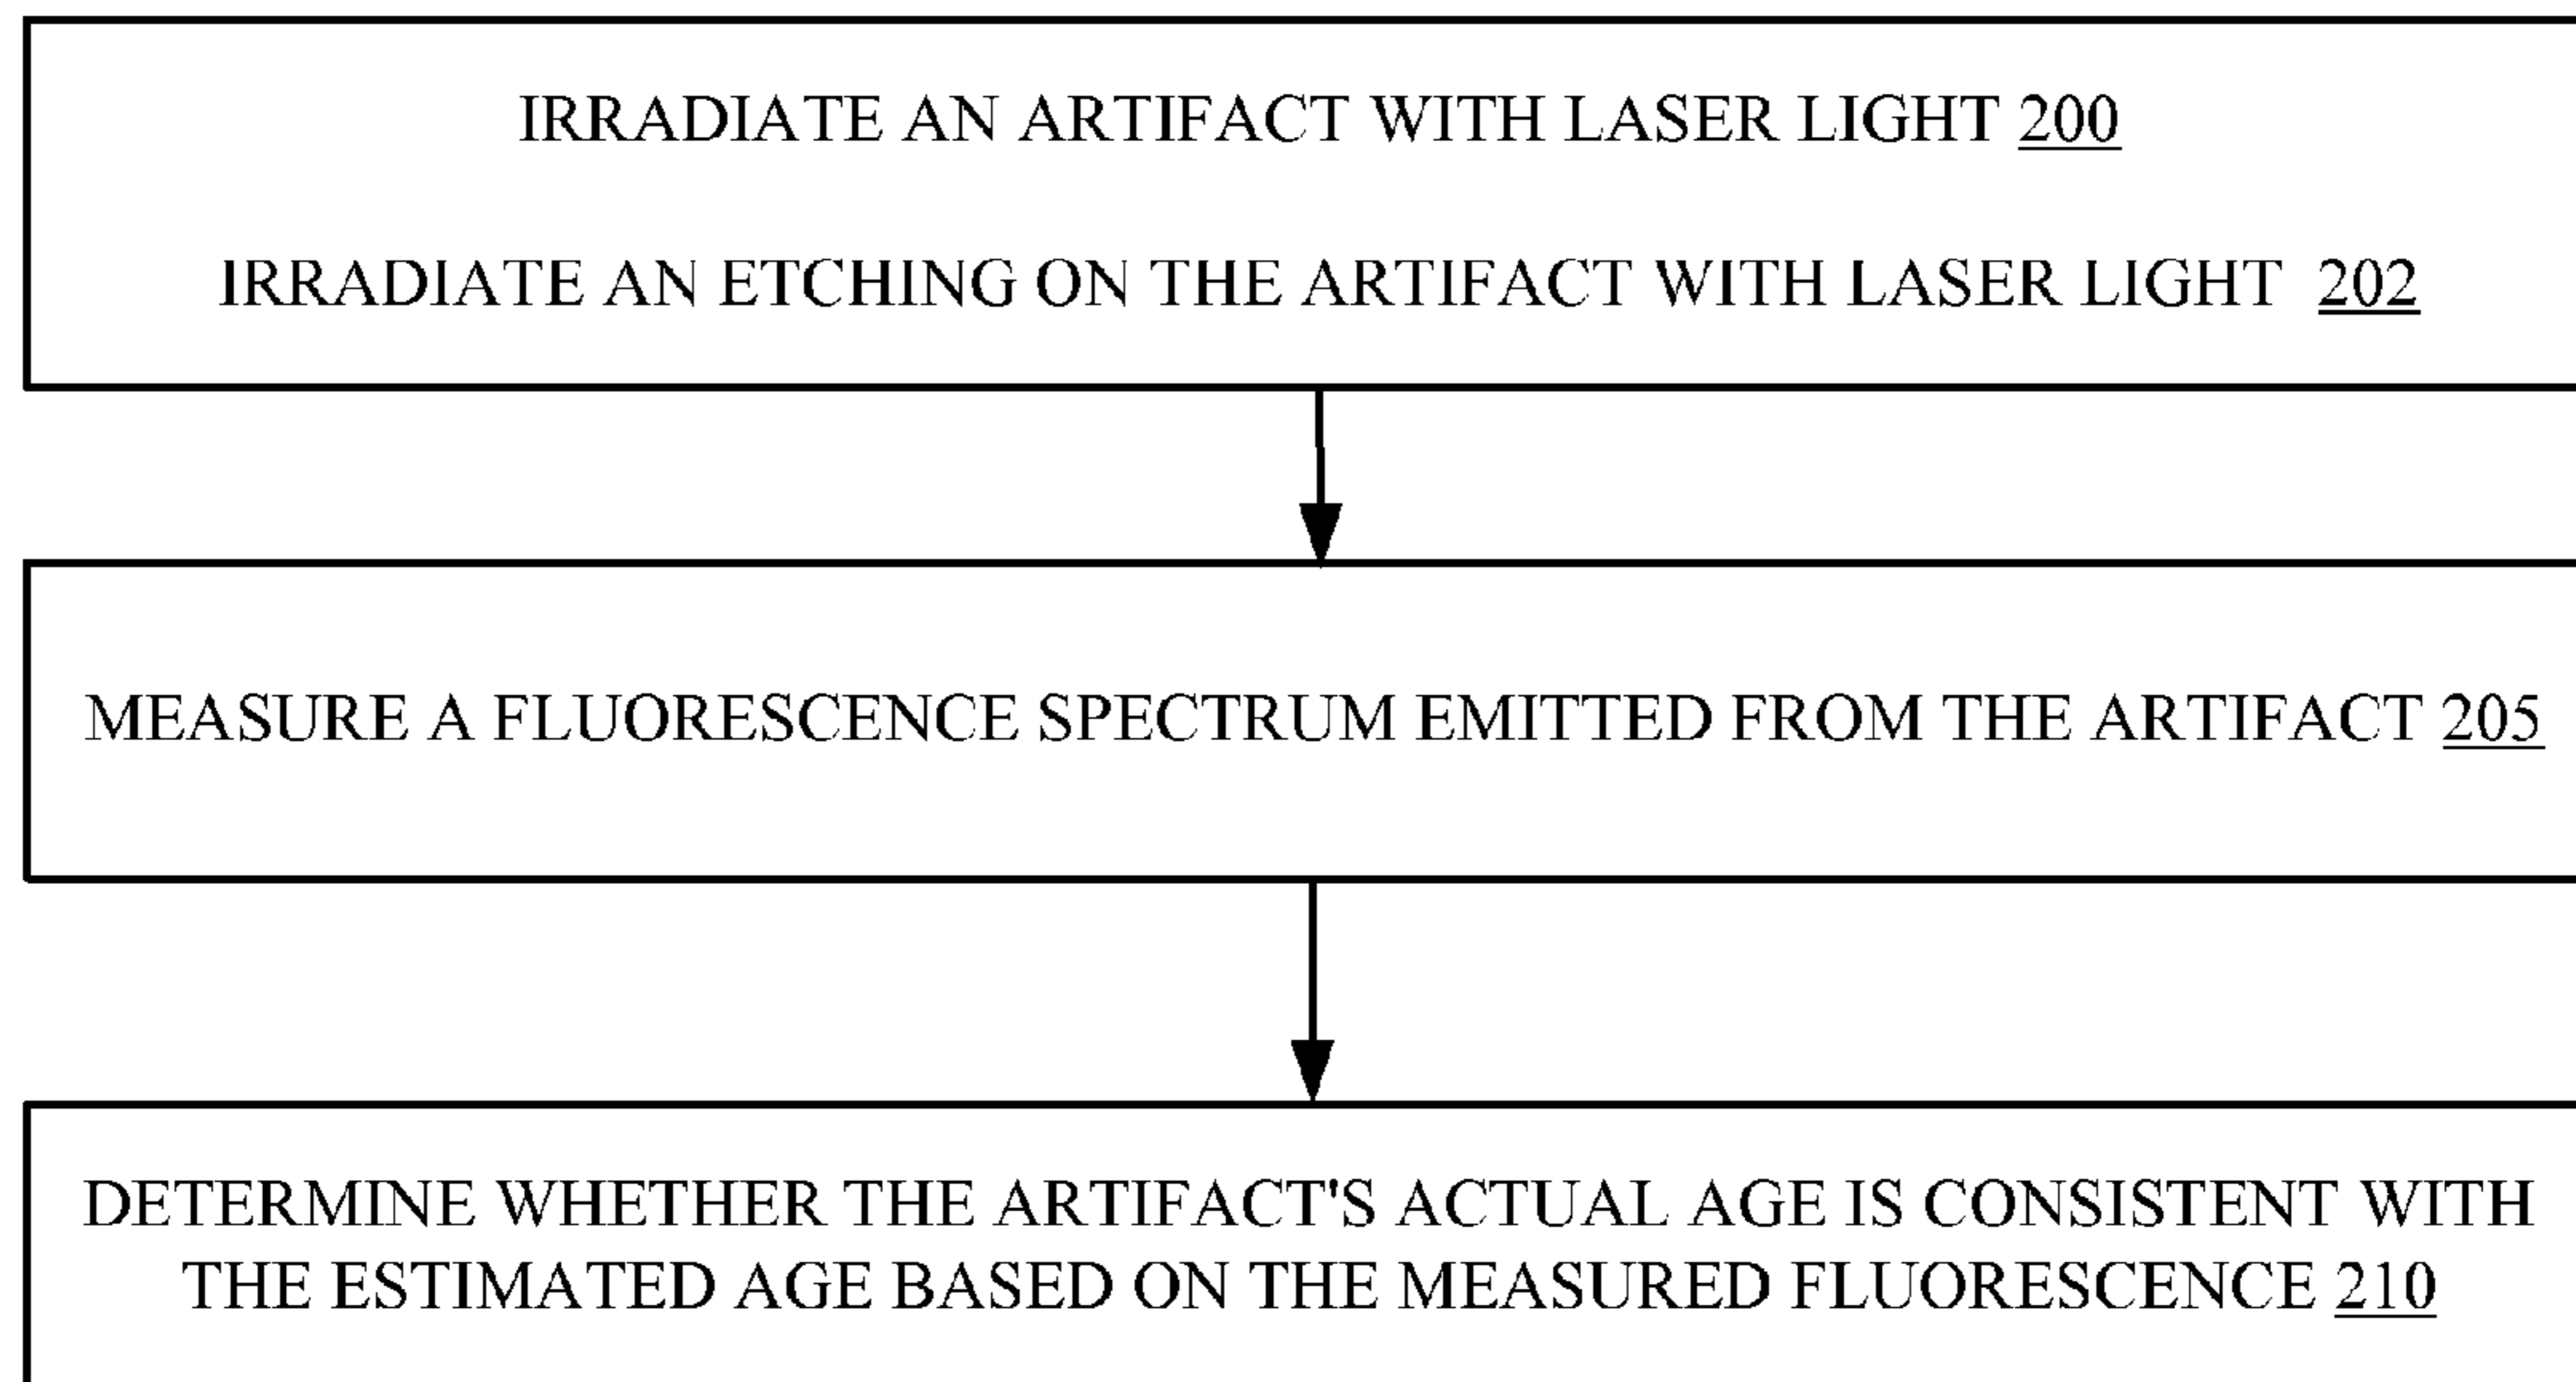 IRRADIATE AN ARTIFACT WITH LASER LIGHT 200
IRRADIATE AN ETCHING ON THE ARTIFACT WITH LASER LIGHT 202
MEASURE A FLUORESCENCE SPECTRUM EMITTED FROM THE ARTIFACT 205
DETERMINE WHETHER THE ARTIFACT'S ACTUAL AGE IS CONSISTENT WITH
THE ESTIMATED AGE BASED ON THE MEASURED FLUORESCENCE 210